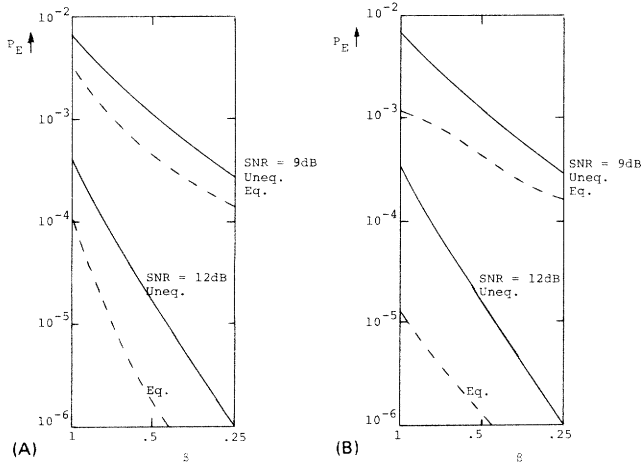 10^-2
P_E ↑
10^-3
SNR = 9dB
Uneq.
Eq.
10^-4
SNR = 12dB
Uneq.
10^-5
Eq.
10^-6
1 .5 .25
(A) β
10^-2
P_E ↑
10^-3
SNR = 9dB
Uneq.
Eq.
10^-4
SNR = 12dB
Uneq.
10^-5
Eq.
10^-6
1 .5 .25
(B) β